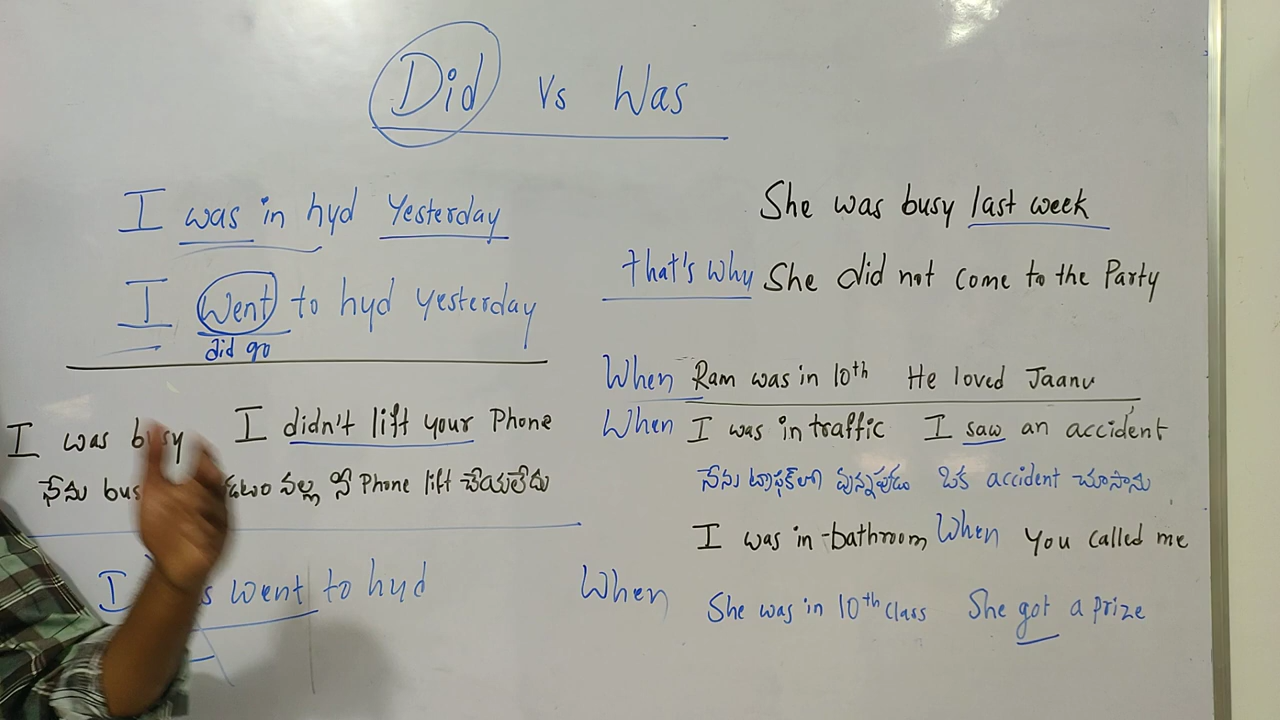 Did vs Was
I was in hyd Yesterday
I Went to hyd yesterday
did go
I was busy I didn't lift your Phone
నేను వల్ల నీ Phone lift చేయలేదు
I went to hyd
She was busy last week
that's why She did not come to the Party
When Ram was in 10th He loved Jaanu
When I was in traffic I saw an accident
నేను ట్రాఫిక్‌లో వున్నపుడు ఒక accident చూసాను
I was in bathroom When you called me
When She was in 10th class She got a prize